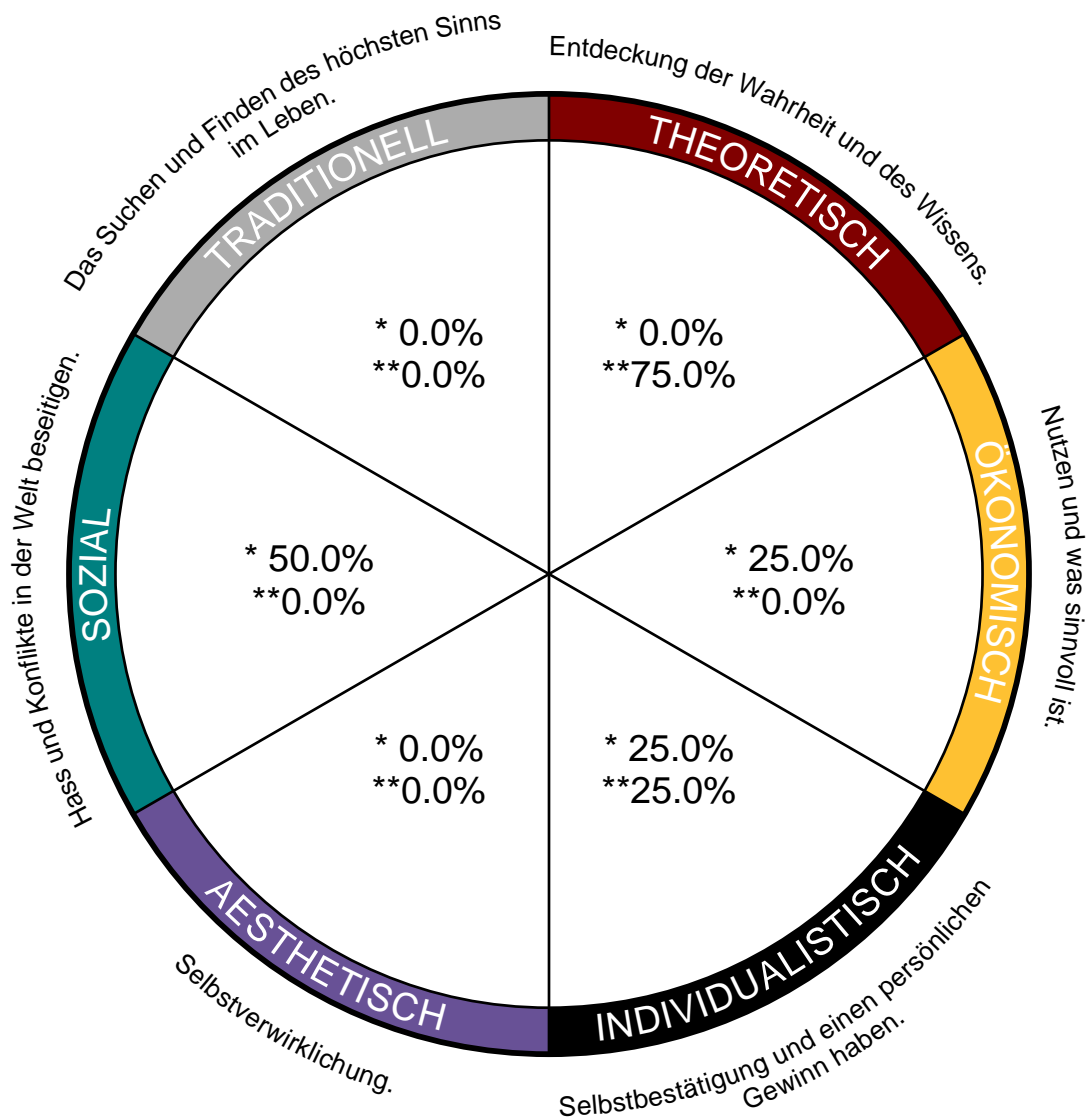 Das Suchen und Finden des höchsten Sinns
im Leben.
Entdeckung der Wahrheit und des Wissens.
TRADITIONELL
THEORETISCH
* 0.0%
**0.0%
* 0.0%
**75.0%
Hass und Konflikte in der Welt beseitigen.
SOZIAL
* 50.0%
**0.0%
* 25.0%
**0.0%
ÖKONOMISCH
Nutzen und was sinnvoll ist.
* 0.0%
**0.0%
* 25.0%
**25.0%
AESTHETISCH
INDIVIDUALISTISCH
Selbstverwirklichung.
Selbstbestätigung und einen persönlichen
Gewinn haben.